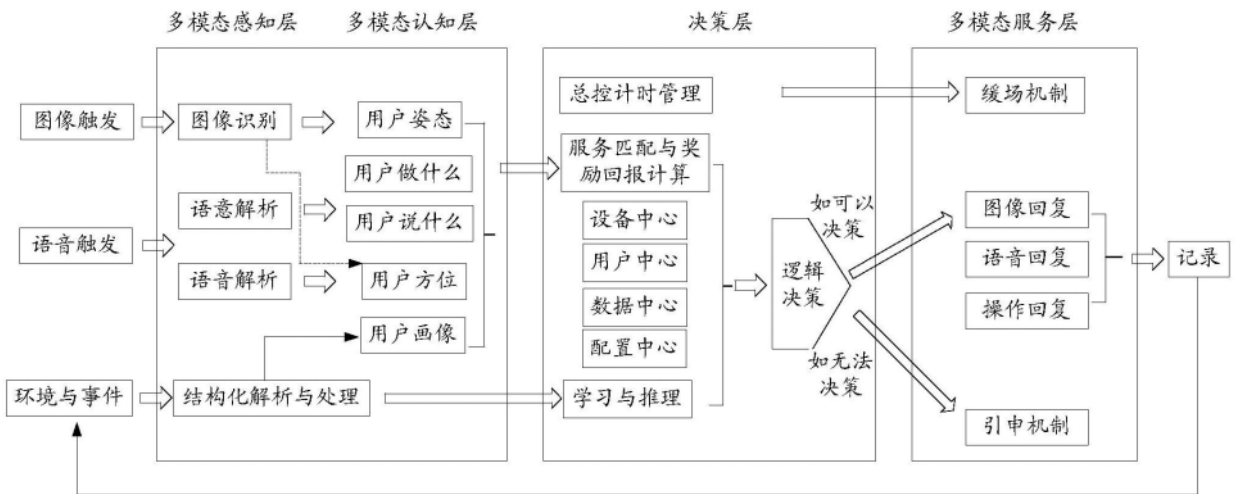 多模态感知层
多模态认知层
决策层
多模态服务层
图像触发
图像识别
用户姿态
总控计时管理
缓场机制
用户做什么
服务匹配与奖
励回报计算
语音触发
语意解析
用户说什么
语音解析
用户方位
用户画像
设备中心
用户中心
数据中心
配置中心
逻辑
决策
如可以
决策
如无法
决策
图像回复
语音回复
操作回复
记录
环境与事件
结构化解析与处理
学习与推理
引申机制